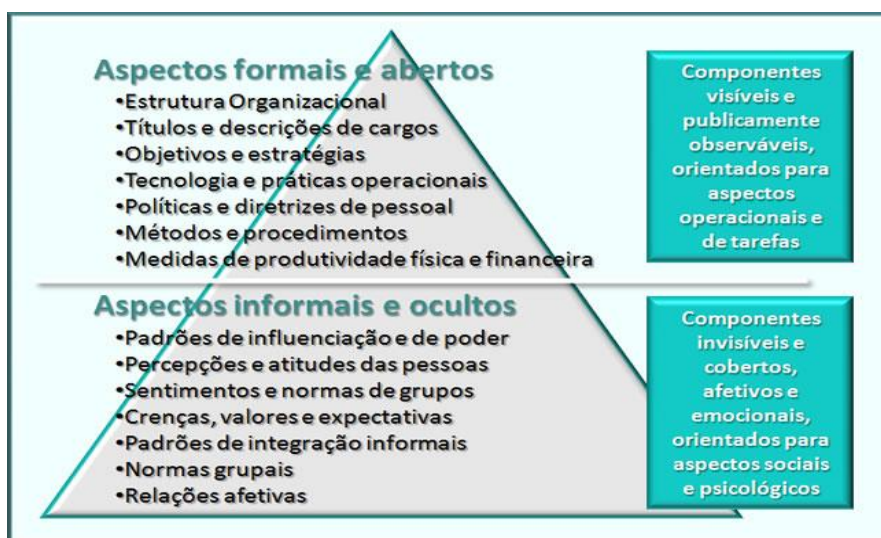 Aspectos formais e abertos
•Estrutura Organizacional
•Títulos e descrições de cargos
•Objetivos e estratégias
•Tecnologia e práticas operacionais
•Políticas e diretrizes de pessoal
•Métodos e procedimentos
•Medidas de produtividade física e financeira
Componentes
visíveis e
publicamente
observáveis,
orientados para
aspectos
operacionais e
de tarefas
Aspectos informais e ocultos
•Padrões de influenciação e de poder
•Percepções e atitudes das pessoas
•Sentimentos e normas de grupos
•Crenças, valores e expectativas
•Padrões de integração informais
•Normas grupais
•Relações afetivas
Componentes
invisíveis e
cobertos,
afetivos e
emocionais,
orientados para
aspectos sociais
e psicológicos